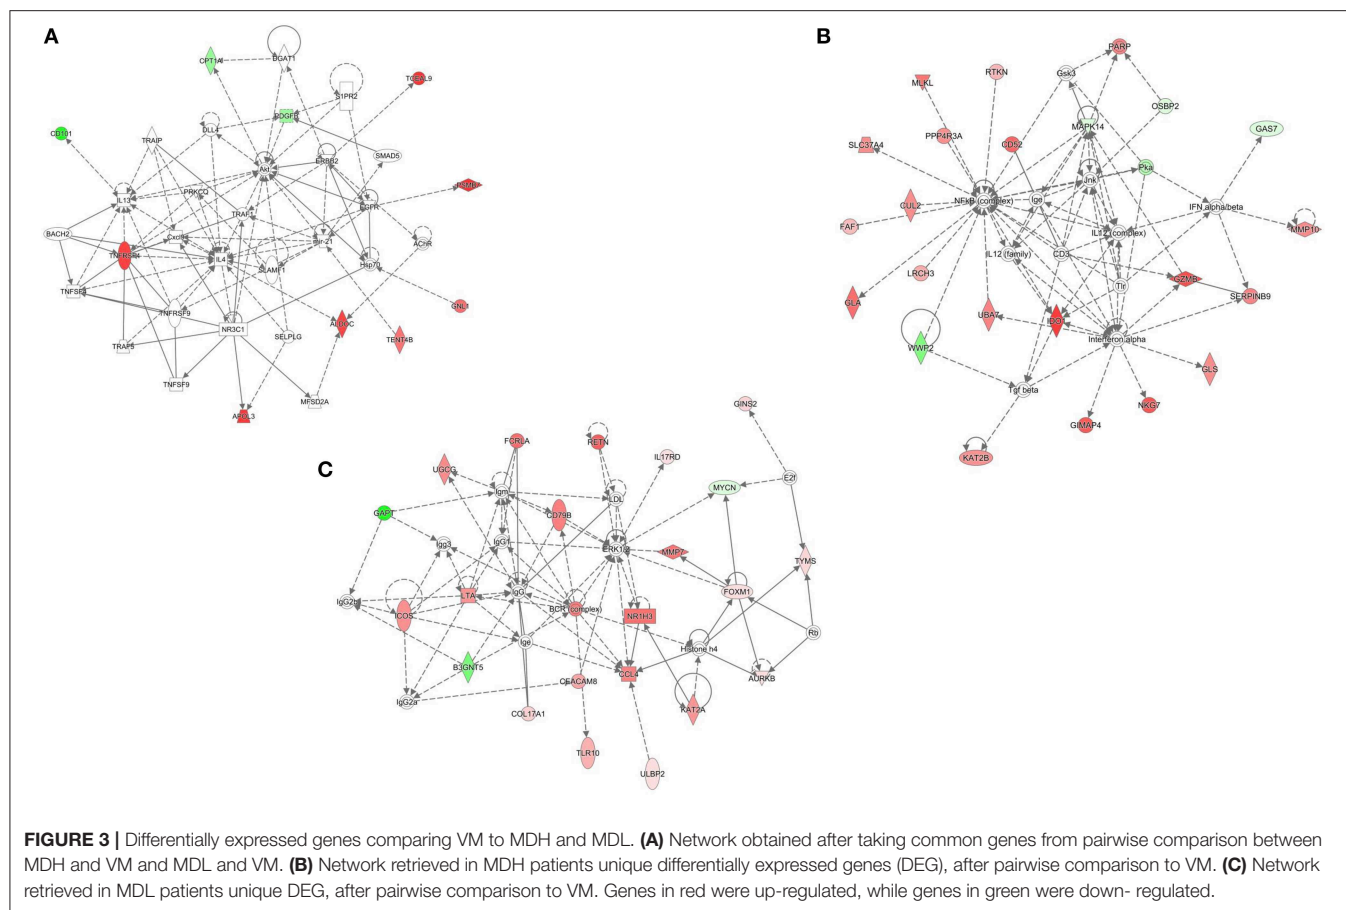 A
CPT1A
DGAT1
TCEAL9
S1PR2
PDGFB
CD101
TRAIP
DLL4
SMAD5
ERBB2
Akt
PRKCQ
IL13
TRAF1
EGFR
BACH2
Cxcl9
mir-21
AChR
IL4
SLAMF1
Hsp70
TNFSF8
TNFRSF9
GNL1
NR3C1
ALDOC
TENT4B
TRAF5
SELPLG
TNFSF9
MFSD2A
APOL3
B
PARP
MLKL
RTKN
Gsk3
OSBP2
MAPK14
GAS7
SLC37A4
PPP4R3A
CD52
Pka
Jnk
NFkB (complex)
Ige
IFN alpha/beta
CUL2
FAF1
MMP10
IL12 (complex)
IL12 (family)
CD3
LRCH3
GZMB
Tlr
SERPINB9
GLA
UBA7
IDO1
Interferon alpha
WWP2
GLS
Tgf beta
NKG7
GIMAP4
KAT2B
C
GINS2
FCRLA
RETN
IL17RD
UGCG
E2f
Igm
LDL
MYCN
GAPT
CD79B
Igg3
IgG1
ERK1/2
MMP7
TYMS
IgG
FOXM1
IgG2b
LTA
ICOS
BCR (complex)
NR1H3
Rb
Ige
Histone h4
B3GNT5
CCL4
AURKB
CEACAM8
IgG2a
COL17A1
KAT2A
TLR10
ULBP2
FIGURE 3 | Differentially expressed genes comparing VM to MDH and MDL. (A) Network obtained after taking common genes from pairwise comparison between
MDH and VM and MDL and VM. (B) Network retrieved in MDH patients unique differentially expressed genes (DEG), after pairwise comparison to VM. (C) Network
retrieved in MDL patients unique DEG, after pairwise comparison to VM. Genes in red were up-regulated, while genes in green were down- regulated.